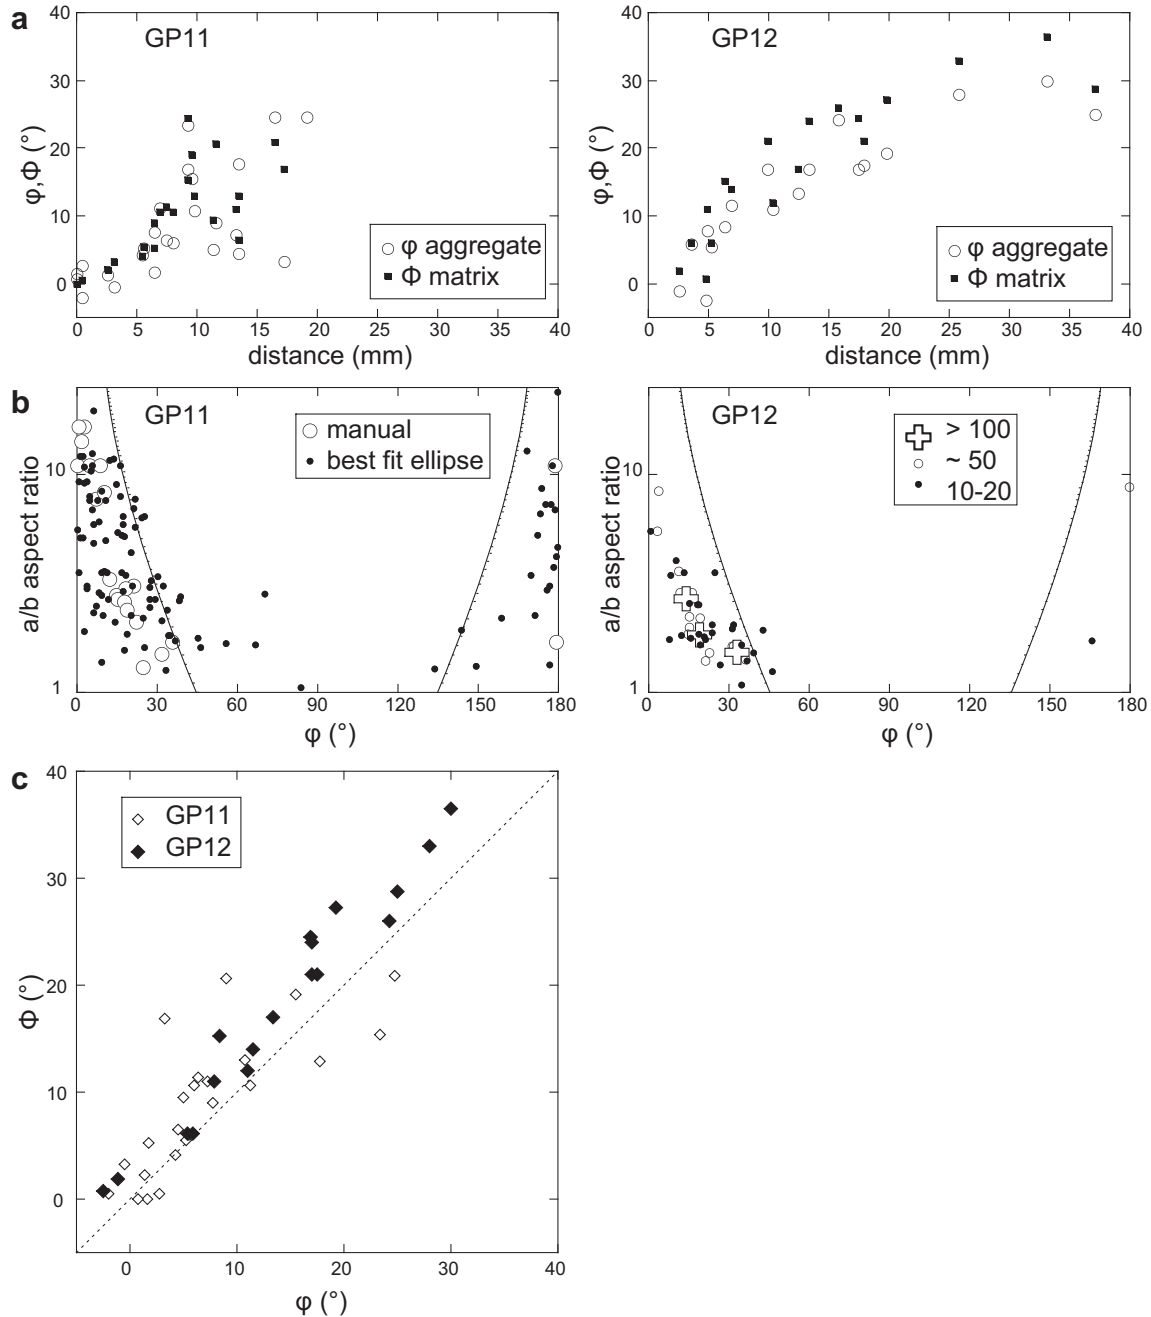 a
GP11
40
30
20
10
0
φ,Φ (°)
0 5 10 15 20 25 30 35 40
distance (mm)
φ aggregate
Φ matrix
GP12
40
30
20
10
0
φ,Φ (°)
0 5 10 15 20 25 30 35 40
distance (mm)
φ aggregate
Φ matrix
b
GP11
10
1
a/b aspect ratio
0 30 60 90 120 150 180
φ (°)
manual
best fit ellipse
GP12
10
1
a/b aspect ratio
0 30 60 90 120 150 180
φ (°)
> 100
~ 50
10-20
c
40
30
20
10
0
Φ (°)
0 10 20 30 40
φ (°)
GP11
GP12